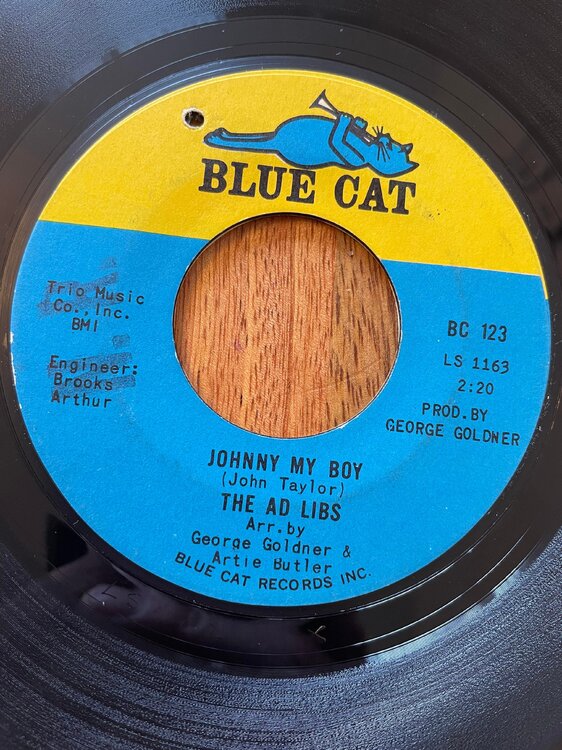 BLUE CAT
Trio Music
Co., Inc.
BMI
Engineer:
Brooks
Arthur
BC 123
LS 1163
2:20
PROD. BY
GEORGE GOLDNER
JOHNNY MY BOY
(John Taylor)
THE AD LIBS
Arr. by
George Goldner &
Artie Butler
BLUE CAT RECORDS INC.